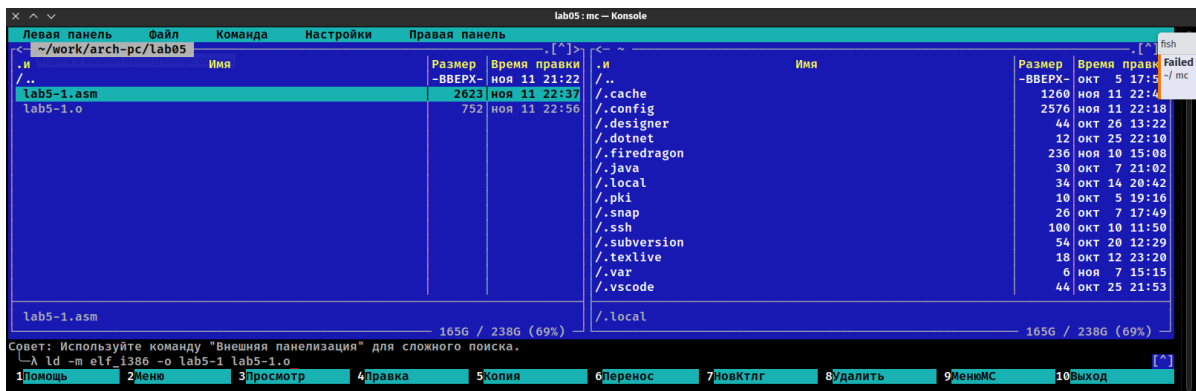 lab05 : mc — Konsole
Левая панель Файл Команда Настройки Правая панель
<— ~/work/arch-pc/lab05 .[^]> <— ~ .[^]
.и Имя Размер Время правки .и Имя Размер Время правк
/.. -ВВЕРХ- ноя 11 21:22 /.. -ВВЕРХ- окт 5 17:5
lab5-1.asm 2623 ноя 11 22:37 /.cache 1260 ноя 11 22:4
lab5-1.o 752 ноя 11 22:56 /.config 2576 ноя 11 22:18
/.designer 44 окт 26 13:22
/.dotnet 12 окт 25 22:10
/.firedragon 236 ноя 10 15:08
/.java 30 окт 7 21:02
/.local 34 окт 14 20:42
/.pki 10 окт 5 19:16
/.snap 26 окт 7 17:49
/.ssh 100 окт 10 11:50
/.subversion 54 окт 20 12:29
/.texlive 18 окт 12 23:20
/.var 6 ноя 7 15:15
/.vscode 44 окт 25 21:53
lab5-1.asm /.local
165G / 238G (69%) 165G / 238G (69%)
Совет: Используйте команду "Внешняя панелизация" для сложного поиска.
╰─λ ld -m elf_i386 -o lab5-1 lab5-1.o [^]
1Помощь 2Меню 3Просмотр 4Правка 5Копия 6Перенос 7НовКтлг 8Удалить 9МенюМС 10Выход
fish
Failed
~/ mc